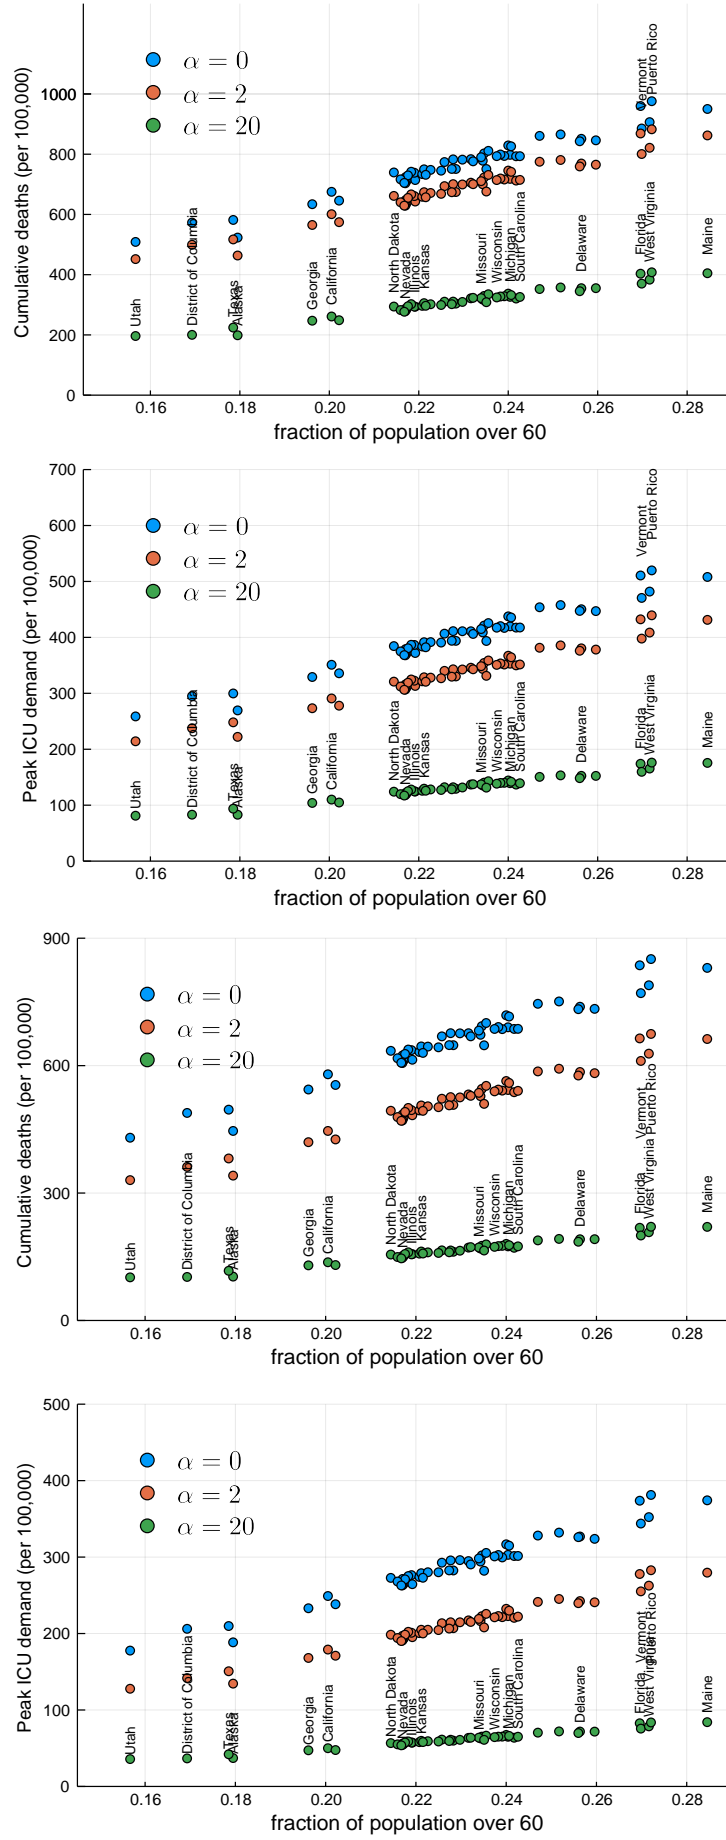 Cumulative deaths (per 100,000)
1000
800
600
400
200
0
α = 0
α = 2
α = 20
Utah
District of Columbia
Texas
Alaska
Georgia
California
North Dakota
Nevada
Illinois
Kansas
Missouri
Wisconsin
Michigan
South Carolina
Delaware
Florida
West Virginia
Vermont
Puerto Rico
Maine
0.16 0.18 0.20 0.22 0.24 0.26 0.28
fraction of population over 60
Peak ICU demand (per 100,000)
700
600
500
400
300
200
100
0
α = 0
α = 2
α = 20
Utah
District of Columbia
Texas
Alaska
Georgia
California
North Dakota
Nevada
Illinois
Kansas
Missouri
Wisconsin
Michigan
South Carolina
Delaware
Florida
West Virginia
Vermont
Puerto Rico
Maine
0.16 0.18 0.20 0.22 0.24 0.26 0.28
fraction of population over 60
Cumulative deaths (per 100,000)
900
600
300
0
α = 0
α = 2
α = 20
Utah
District of Columbia
Texas
Alaska
Georgia
California
North Dakota
Nevada
Illinois
Kansas
Missouri
Wisconsin
Michigan
South Carolina
Delaware
Florida
West Virginia
Vermont
Puerto Rico
Maine
0.16 0.18 0.20 0.22 0.24 0.26 0.28
fraction of population over 60
Peak ICU demand (per 100,000)
500
400
300
200
100
0
α = 0
α = 2
α = 20
Utah
District of Columbia
Texas
Alaska
Georgia
California
North Dakota
Nevada
Illinois
Kansas
Missouri
Wisconsin
Michigan
South Carolina
Delaware
Florida
West Virginia
Vermont
Puerto Rico
Maine
0.16 0.18 0.20 0.22 0.24 0.26 0.28
fraction of population over 60